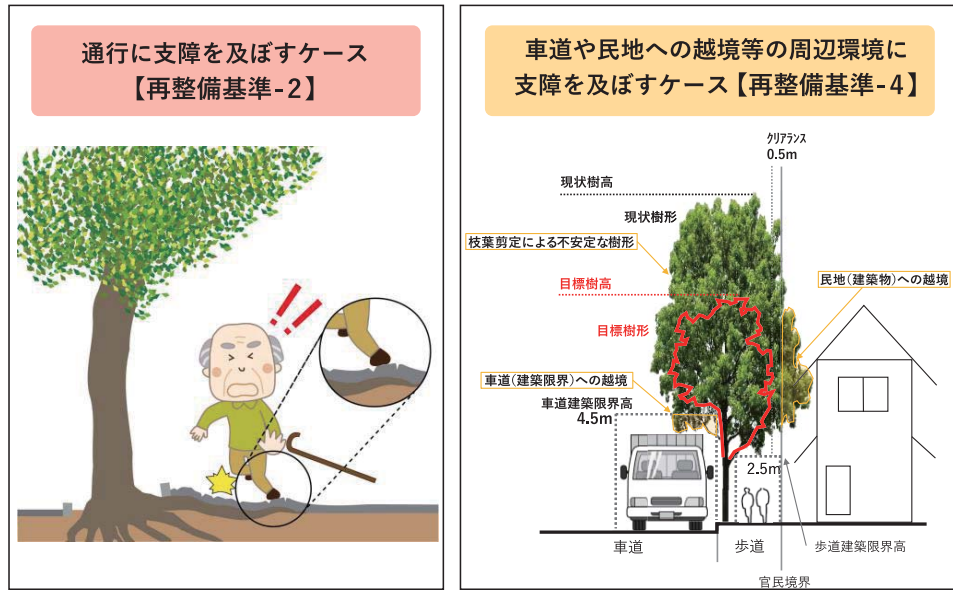 通行に支障を及ぼすケース
【再整備基準-2】
車道や民地への越境等の周辺環境に
支障を及ぼすケース【再整備基準-4】
クリアランス
0.5m
現状樹高
現状樹形
枝葉剪定による不安定な樹形
目標樹高
民地(建築物)への越境
目標樹形
車道(建築限界)への越境
車道建築限界高
4.5m
2.5m
車道
歩道
歩道建築限界高
官民境界